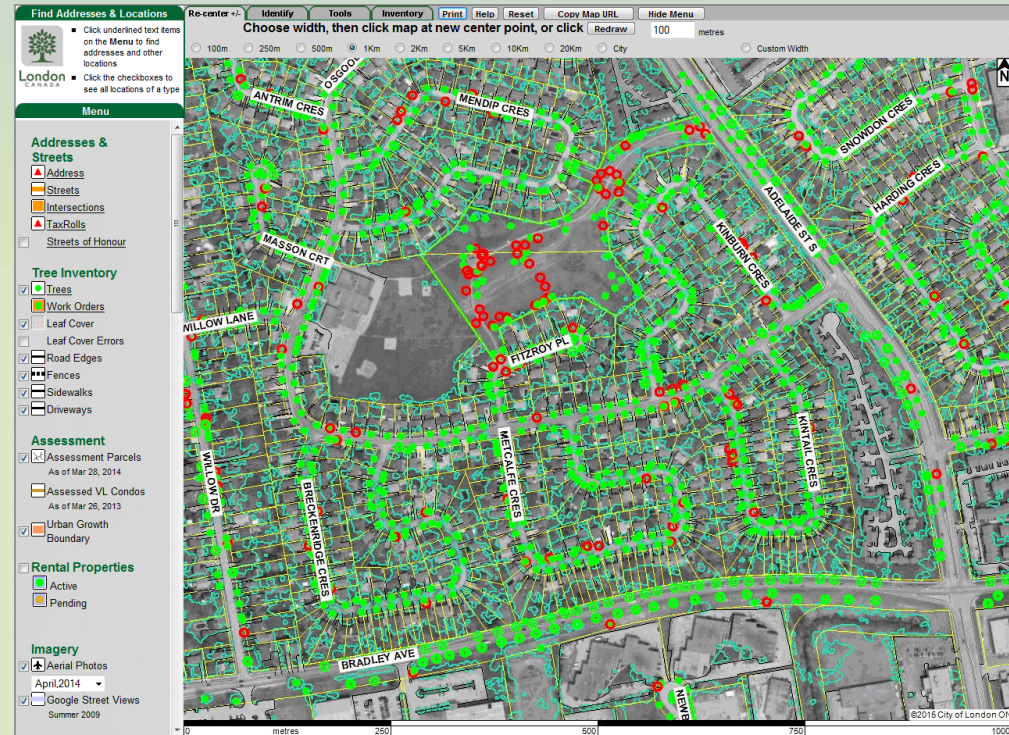 Find Addresses & Locations
Click underlined text items
on the Menu to find
addresses and other
locations
Click the checkboxes to
see all locations of a type
London
CANADA
Menu
Addresses &
Streets
Address
Streets
Intersections
TaxRolls
Streets of Honour
Tree Inventory
Trees
Work Orders
Leaf Cover
Leaf Cover Errors
Road Edges
Fences
Sidewalks
Driveways
Assessment
Assessment Parcels
As of Mar 28, 2014
Assessed VL Condos
As of Mar 26, 2013
Urban Growth
Boundary
Rental Properties
Active
Pending
Imagery
Aerial Photos
April,2014
Google Street Views
Summer 2009
Re-center +/- Identify Tools Inventory Print Help Reset Copy Map URL Hide Menu
Choose width, then click map at new center point, or click Redraw 100 metres
100m 250m 500m 1Km 2Km 5Km 10Km 20Km City Custom Width
N
OSGOO
ANTRIM CRES
MENDIP CRES
SNOWDON CRES
HARDING CRES
ADELAIDE ST S
KINBURN CRES
MASSON CRT
WILLOW LANE
FITZROY PL
WILLOW DR
BRECKENRIDGE CRES
METCALFE CRES
KINTAIL CRES
BRADLEY AVE
NEWB
©2015 City of London ON
0 metres 250 500 750 1000